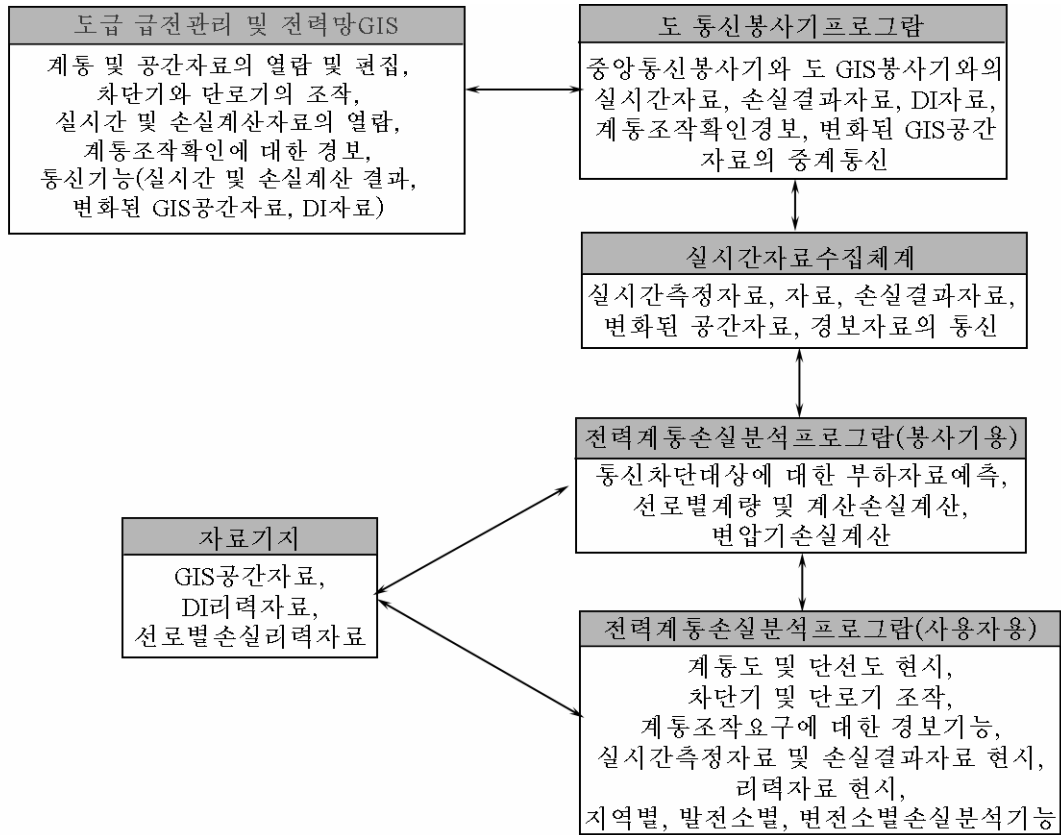 도급 급전관리 및 전력망GIS
계통 및 공간자료의 열람 및 편집,
차단기와 단로기의 조작,
실시간 및 손실계산자료의 열람,
계통조작확인에 대한 경보,
통신기능(실시간 및 손실계산 결과,
변화된 GIS공간자료, DI자료)
도 통신봉사기프로그람
중앙통신봉사기와 도 GIS봉사기와의
실시간자료, 손실결과자료, DI자료,
계통조작확인경보, 변화된 GIS공간
자료의 중계통신
실시간자료수집체계
실시간측정자료, 자료, 손실결과자료,
변화된 공간자료, 경보자료의 통신
전력계통손실분석프로그람(봉사기용)
통신차단대상에 대한 부하자료예측,
선로별계량 및 계산손실계산,
변압기손실계산
자료기지
GIS공간자료,
DI리력자료,
선로별손실리력자료
전력계통손실분석프로그람(사용자용)
계통도 및 단선도 현시,
차단기 및 단로기 조작,
계통조작요구에 대한 경보기능,
실시간측정자료 및 손실결과자료 현시,
리력자료 현시,
지역별, 발전소별, 변전소별손실분석기능